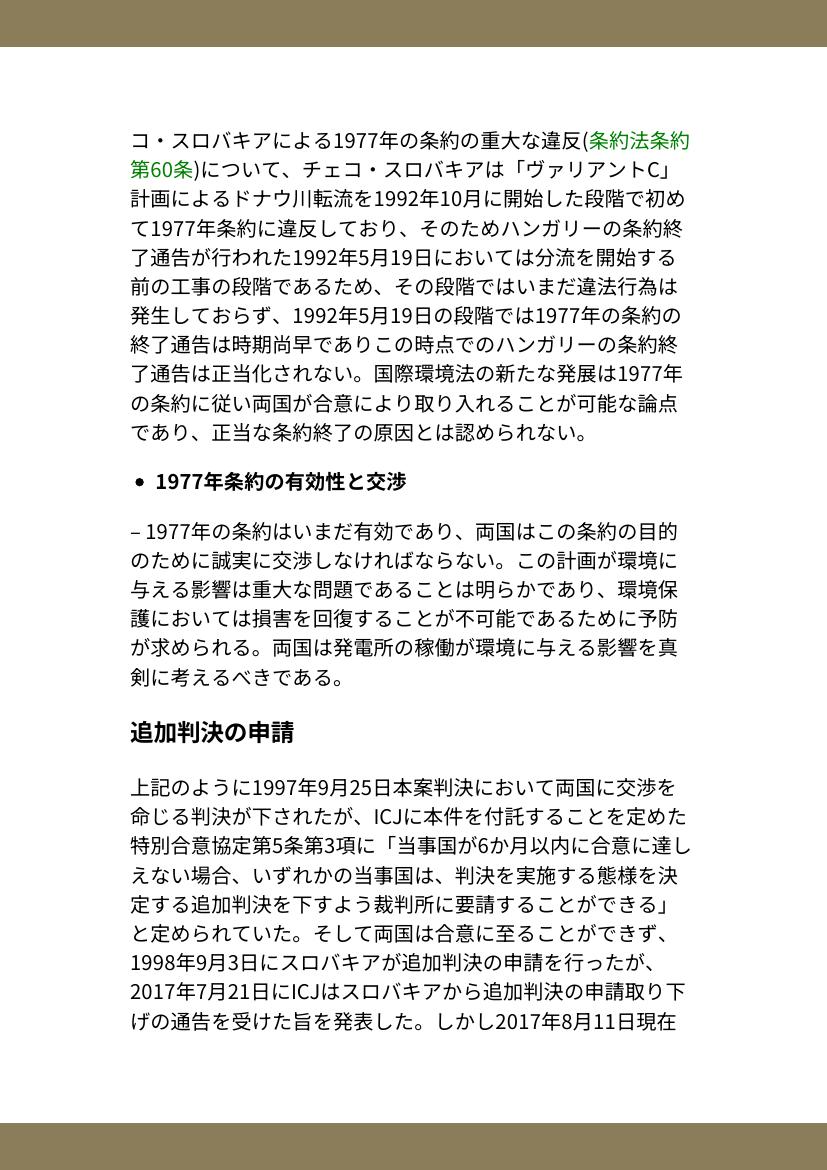 コ・スロバキアによる1977年の条約の重大な違反(条約法条約
第60条)について、チェコ・スロバキアは「ヴァリアントC」
計画によるドナウ川転流を1992年10月に開始した段階で初め
て1977年条約に違反しており、そのためハンガリーの条約終
了通告が行われた1992年5月19日においては分流を開始する
前の工事の段階であるため、その段階ではいまだ違法行為は
発生しておらず、1992年5月19日の段階では1977年の条約の
終了通告は時期尚早でありこの時点でのハンガリーの条約終
了通告は正当化されない。国際環境法の新たな発展は1977年
の条約に従い両国が合意により取り入れることが可能な論点
であり、正当な条約終了の原因とは認められない。
• 1977年条約の有効性と交渉
– 1977年の条約はいまだ有効であり、両国はこの条約の目的
のために誠実に交渉しなければならない。この計画が環境に
与える影響は重大な問題であることは明らかであり、環境保
護においては損害を回復することが不可能であるために予防
が求められる。両国は発電所の稼働が環境に与える影響を真
剣に考えるべきである。
追加判決の申請
上記のように1997年9月25日本案判決において両国に交渉を
命じる判決が下されたが、ICJに本件を付託することを定めた
特別合意協定第5条第3項に「当事国が6か月以内に合意に達し
えない場合、いずれかの当事国は、判決を実施する態様を決
定する追加判決を下すよう裁判所に要請することができる」
と定められていた。そして両国は合意に至ることができず、
1998年9月3日にスロバキアが追加判決の申請を行ったが、
2017年7月21日にICJはスロバキアから追加判決の申請取り下
げの通告を受けた旨を発表した。しかし2017年8月11日現在